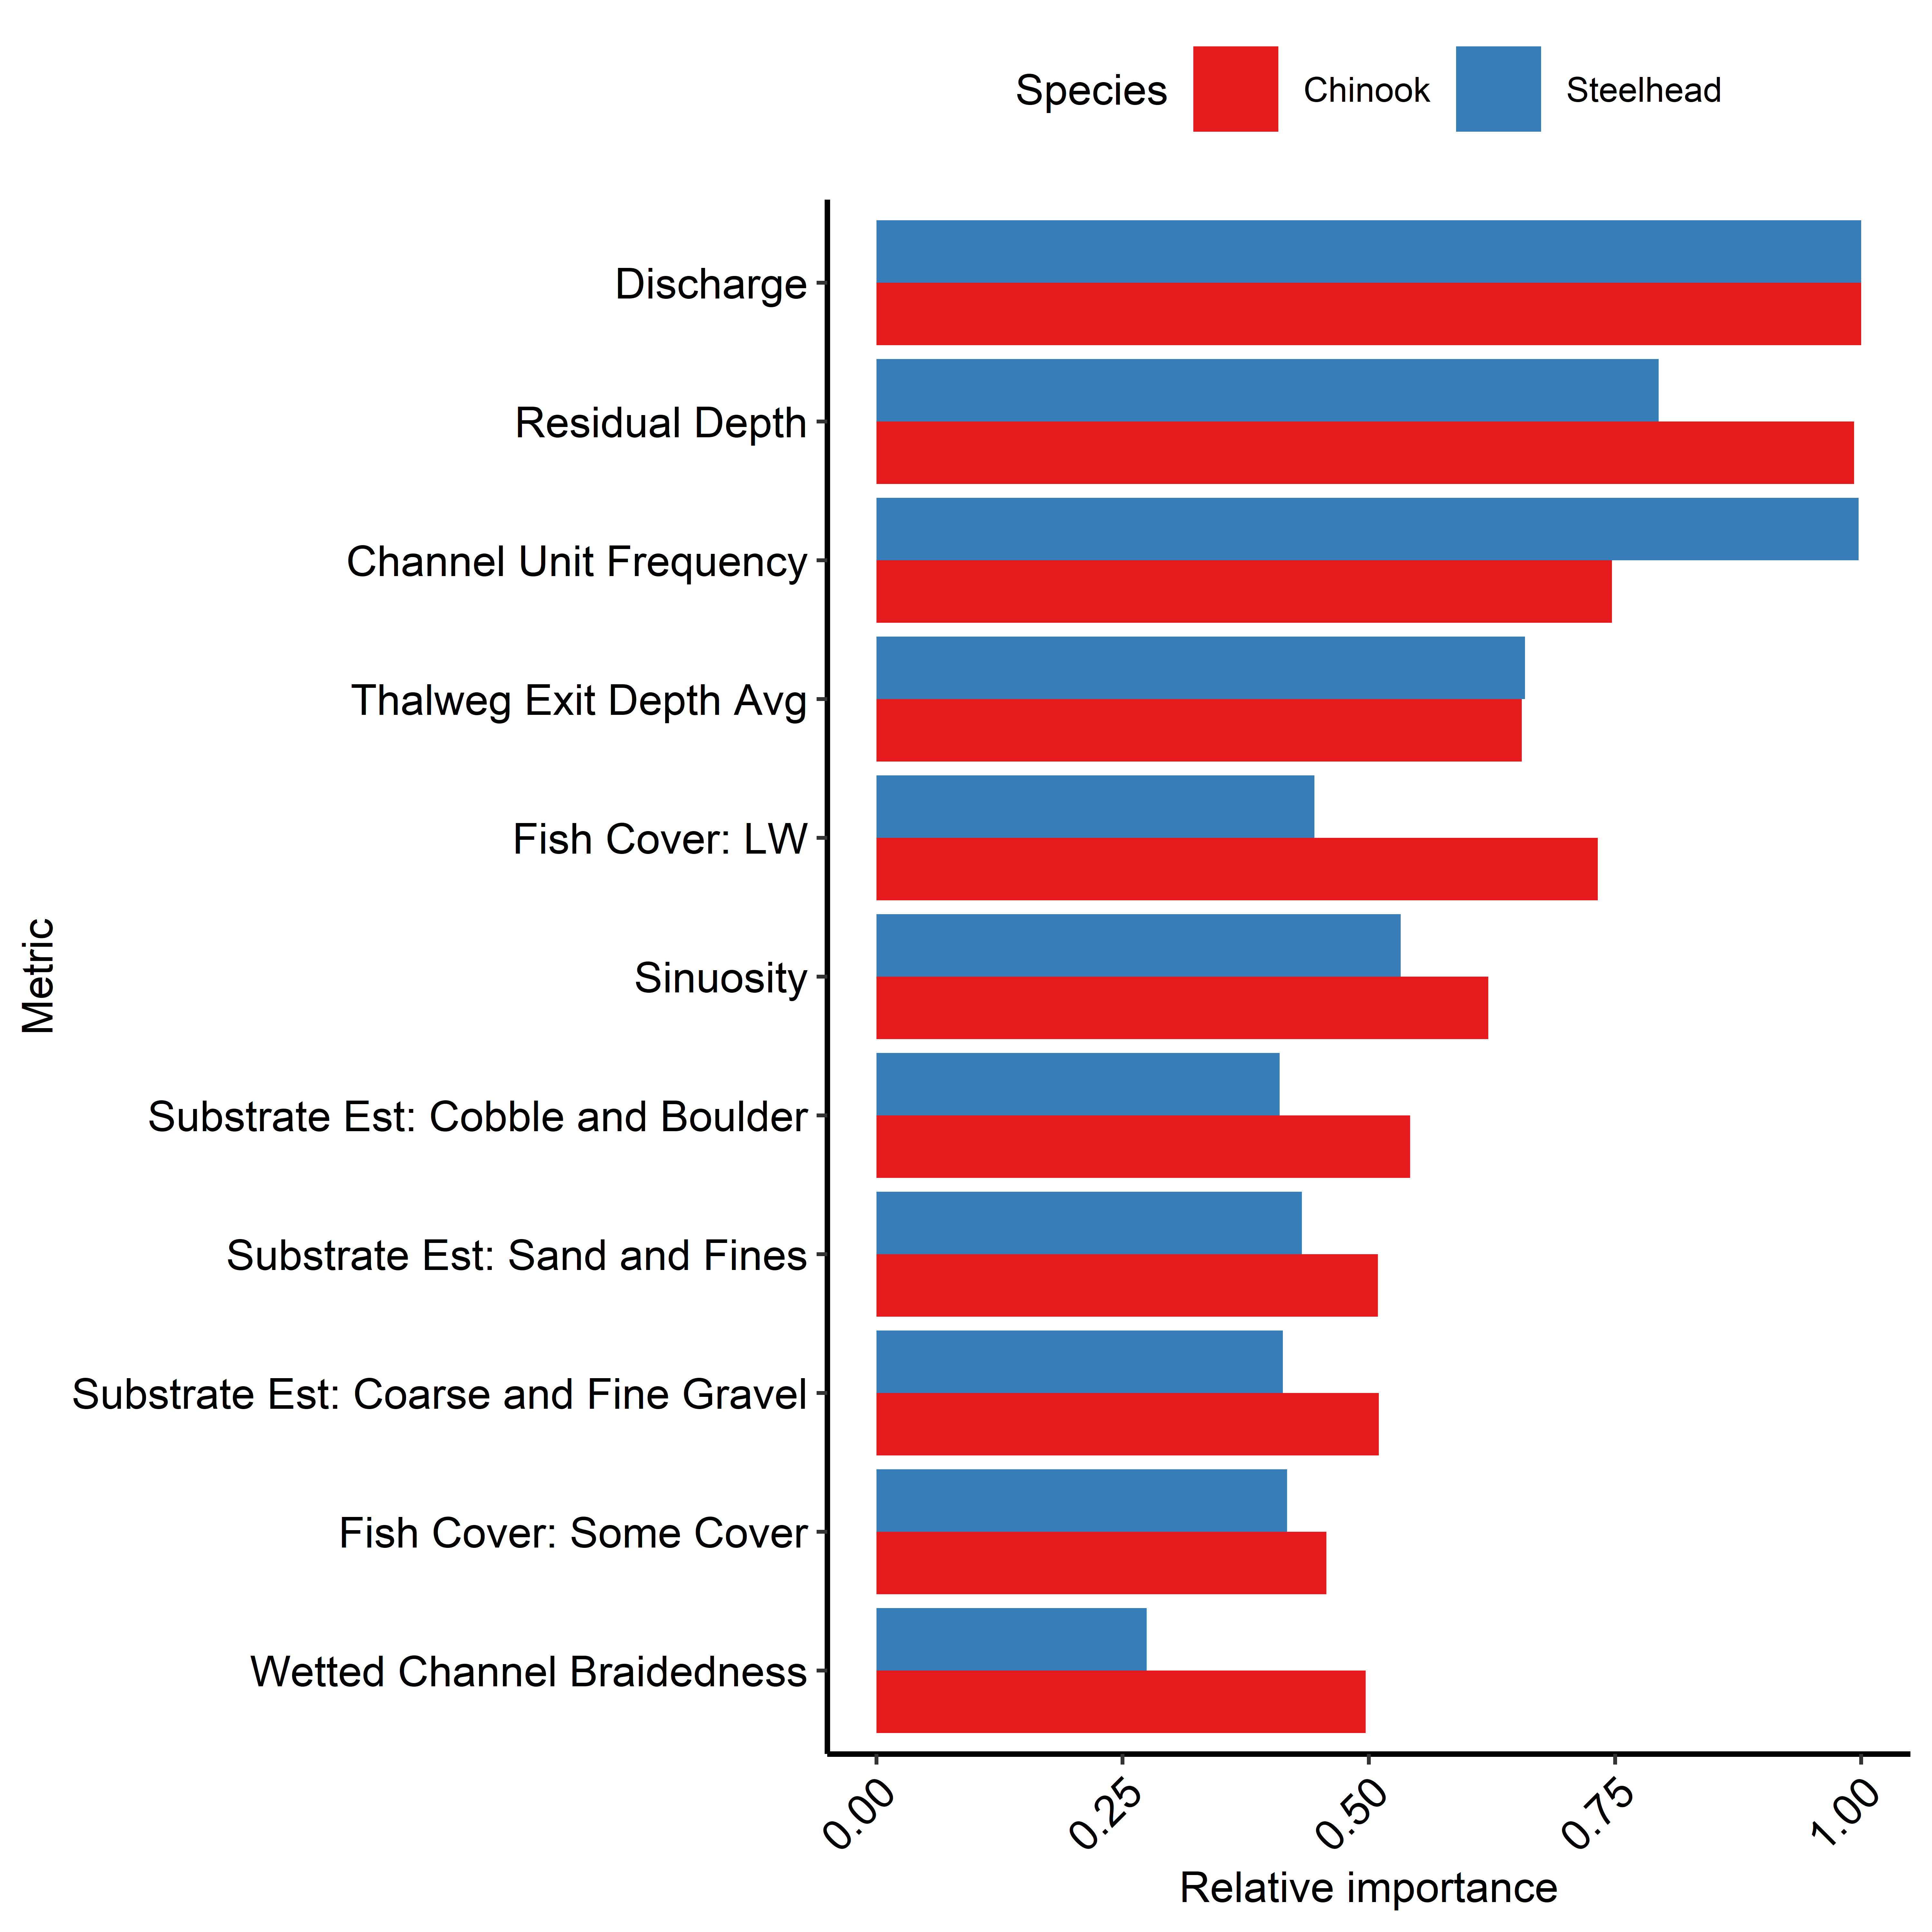 Species Chinook Steelhead
Discharge
Residual Depth
Channel Unit Frequency
Thalweg Exit Depth Avg
Fish Cover: LW
Sinuosity
Substrate Est: Cobble and Boulder
Substrate Est: Sand and Fines
Substrate Est: Coarse and Fine Gravel
Fish Cover: Some Cover
Wetted Channel Braidedness
Metric
0.00 0.25 0.50 0.75 1.00
Relative importance